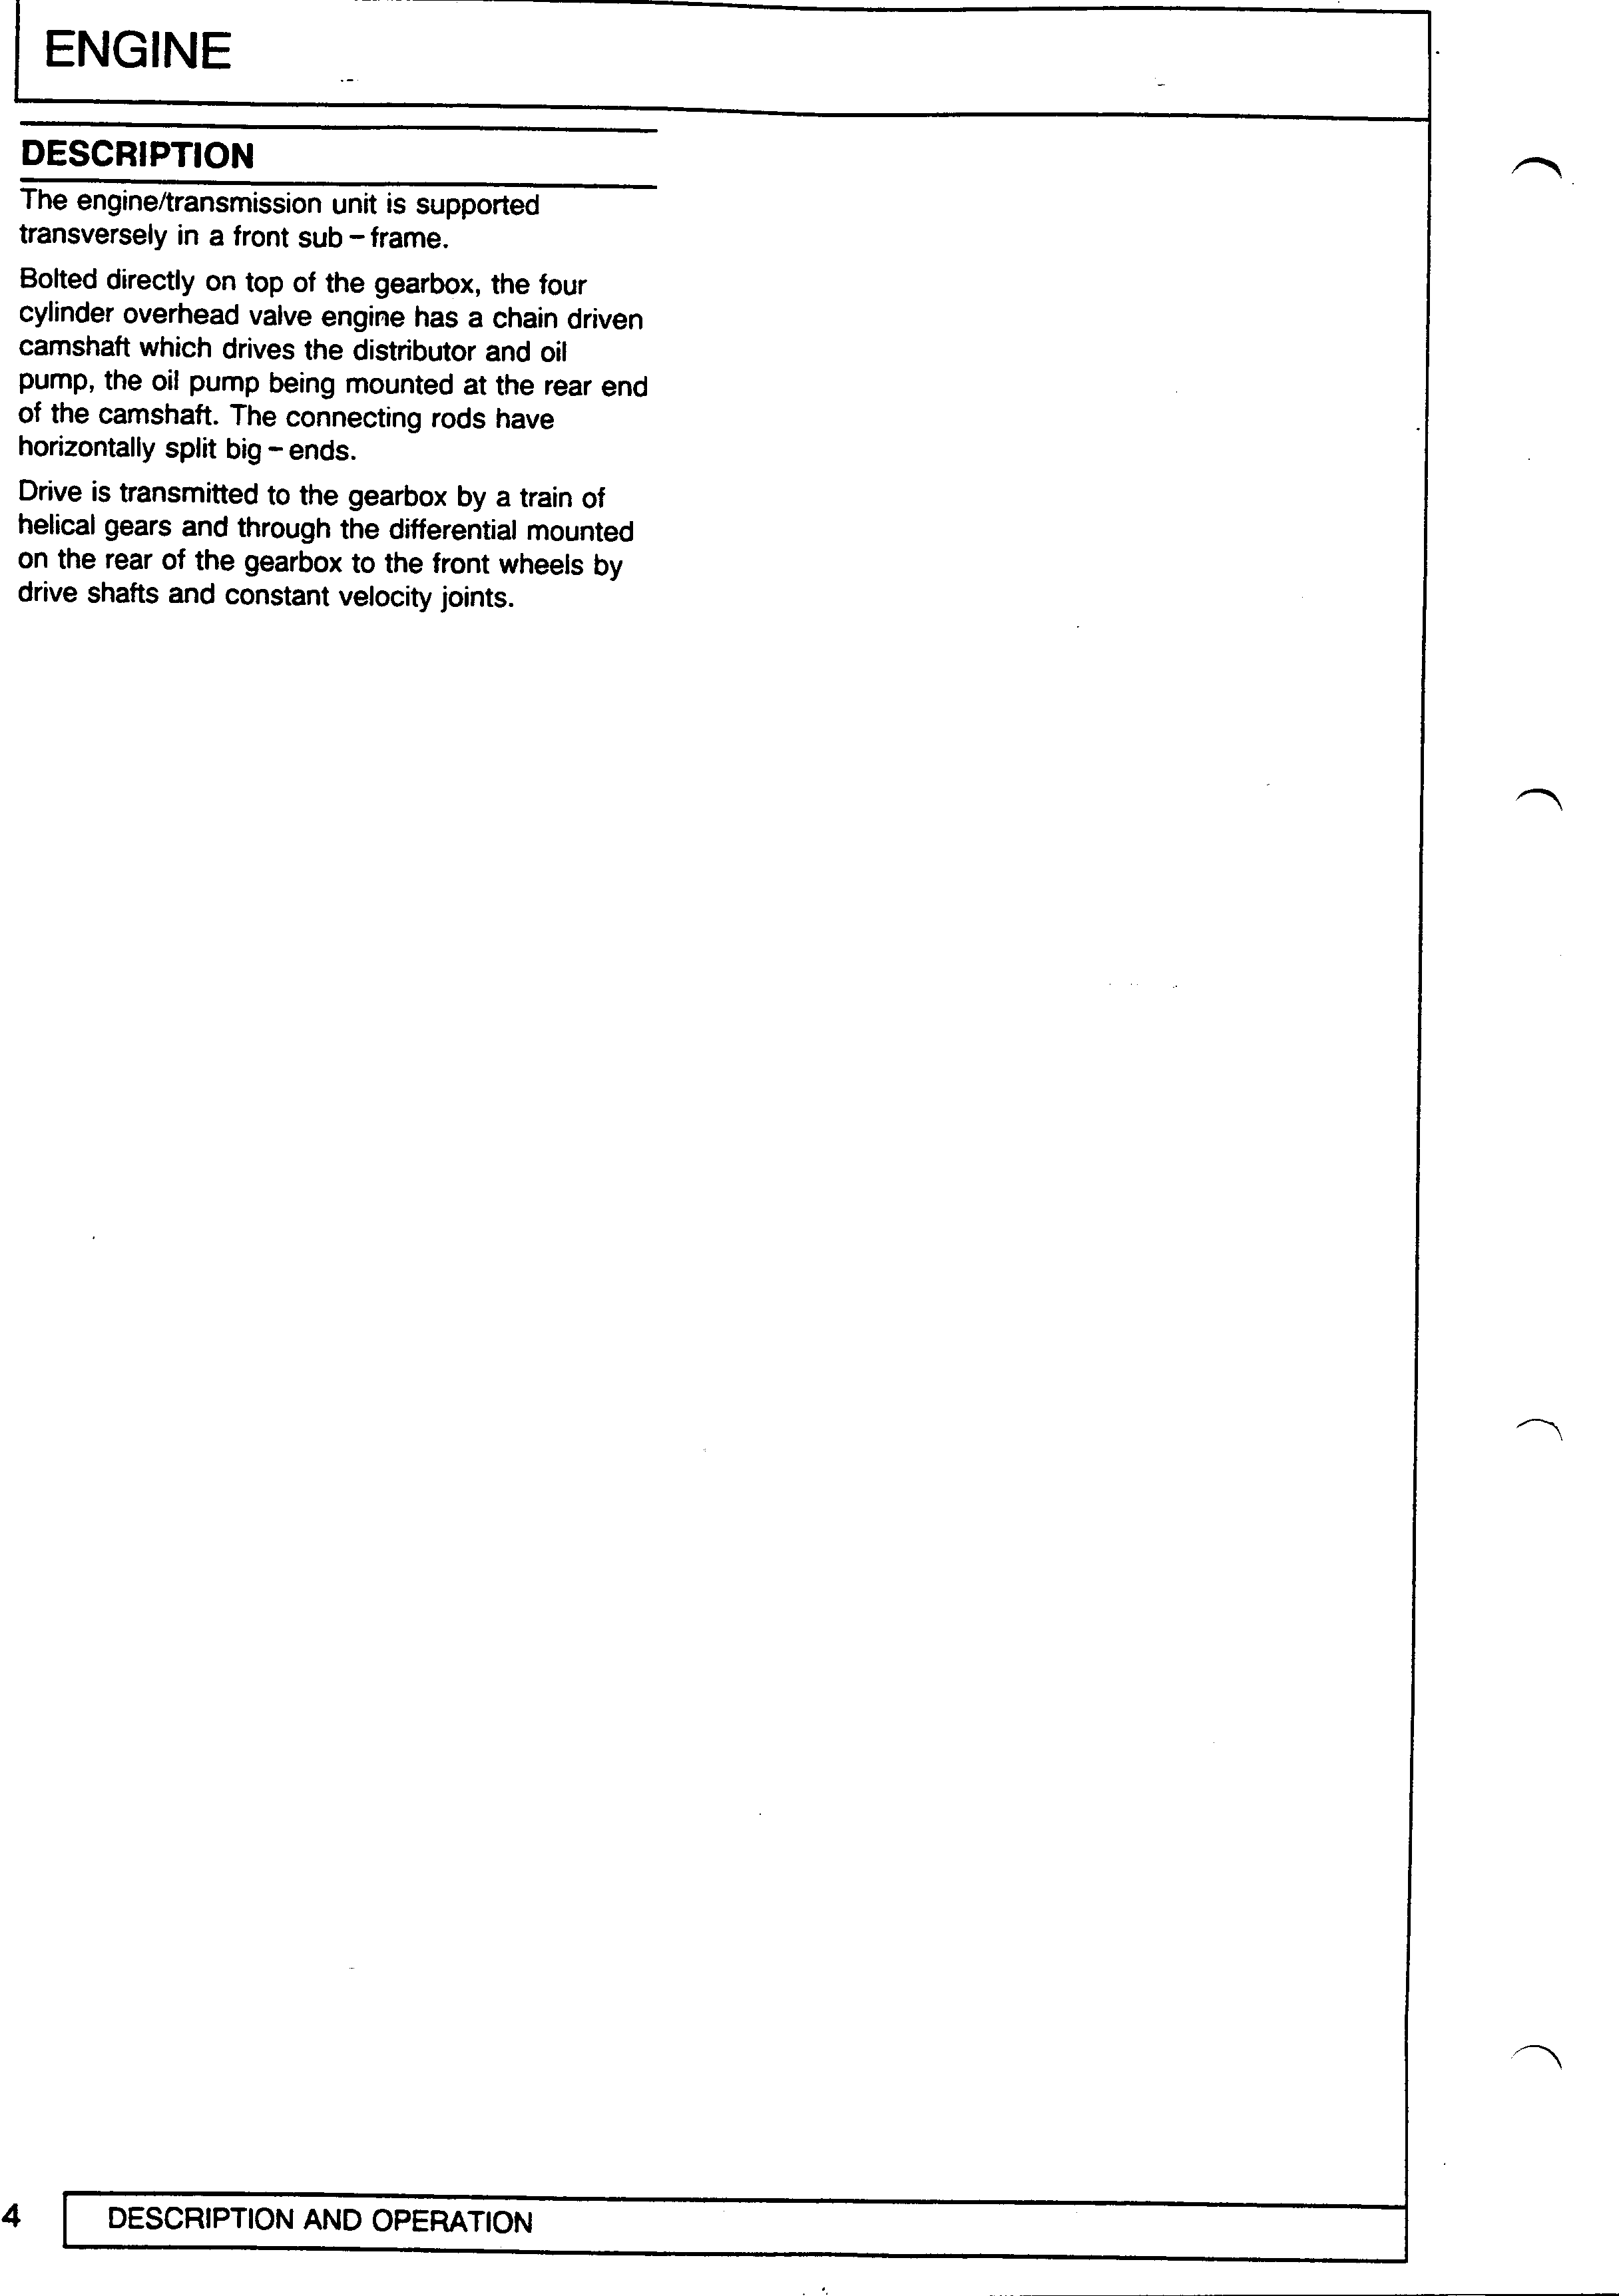 ENGINE
DESCRIPTION
The engine/transmission unit is supported
transversely in a front sub – frame.
Bolted directly on top of the gearbox, the four
cylinder overhead valve engine has a chain driven
camshaft which drives the distributor and oil
pump, the oil pump being mounted at the rear end
of the camshaft. The connecting rods have
horizontally split big – ends.
Drive is transmitted to the gearbox by a train of
helical gears and through the differential mounted
on the rear of the gearbox to the front wheels by
drive shafts and constant velocity joints.
4
DESCRIPTION AND OPERATION